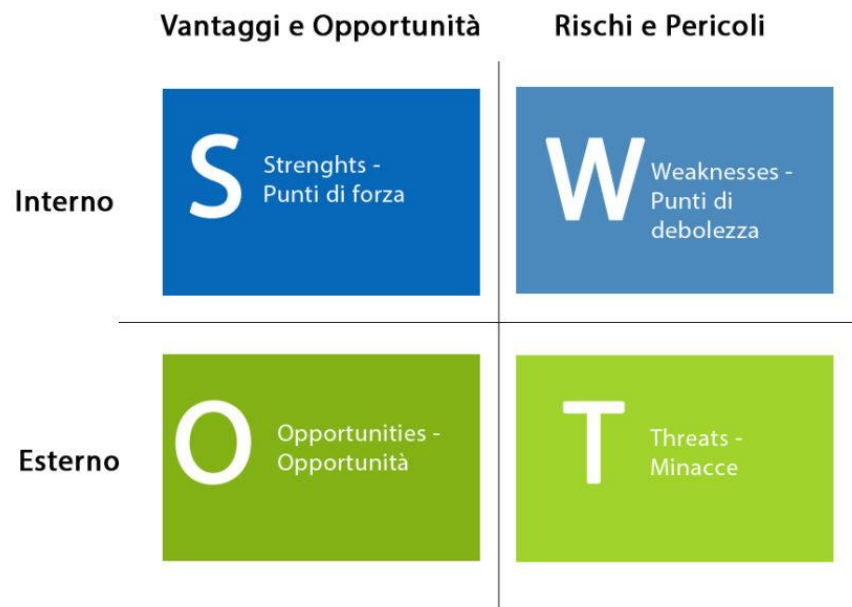 Vantaggi e Opportunità
Rischi e Pericoli
Interno
S
Strenghts -
Punti di forza
W
Weaknesses -
Punti di
debolezza
Esterno
O
Opportunities -
Opportunità
T
Threats -
Minacce